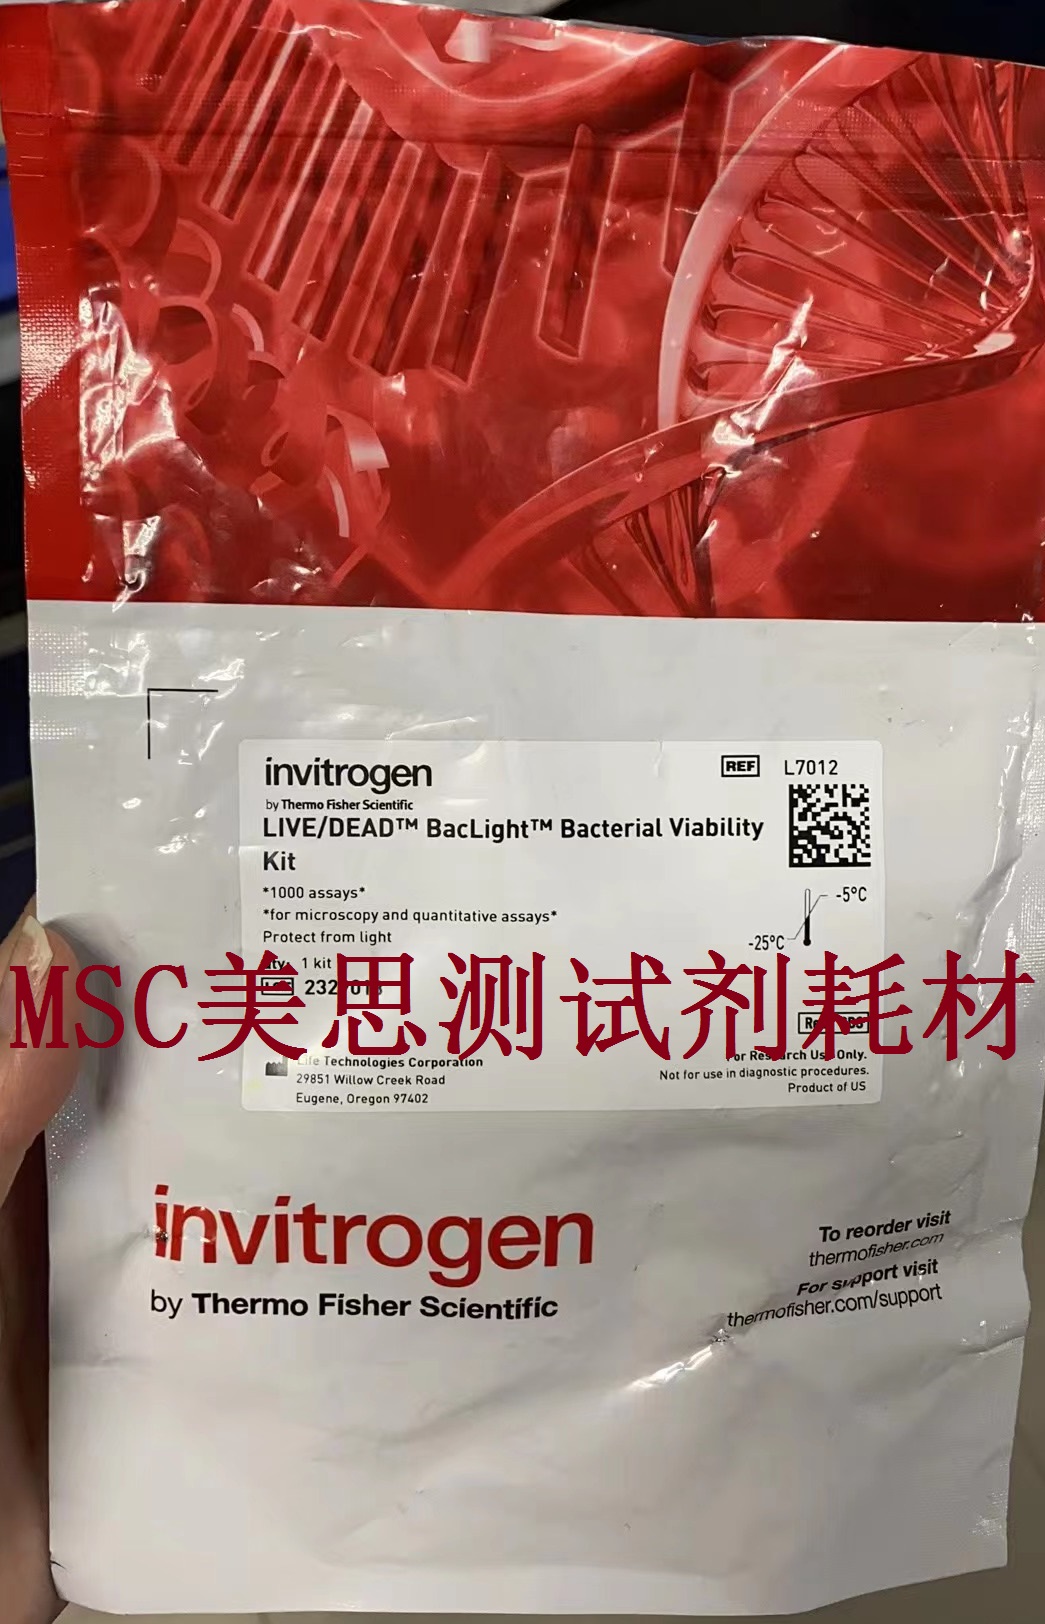 invitrogen
by Thermo Fisher Scientific
REF L7012
LIVE/DEAD™ BacLight™ Bacterial Viability
Kit
*1000 assays*
*for microscopy and quantitative assays*
Protect from light
-5°C
-25°C
1 kit
MSC美思测试剂耗材
Life Technologies Corporation
29851 Willow Creek Road
Eugene, Oregon 97402
For Research Use Only.
Not for use in diagnostic procedures.
Product of US
invitrogen
by Thermo Fisher Scientific
To reorder visit
thermofisher.com
For support visit
thermofisher.com/support